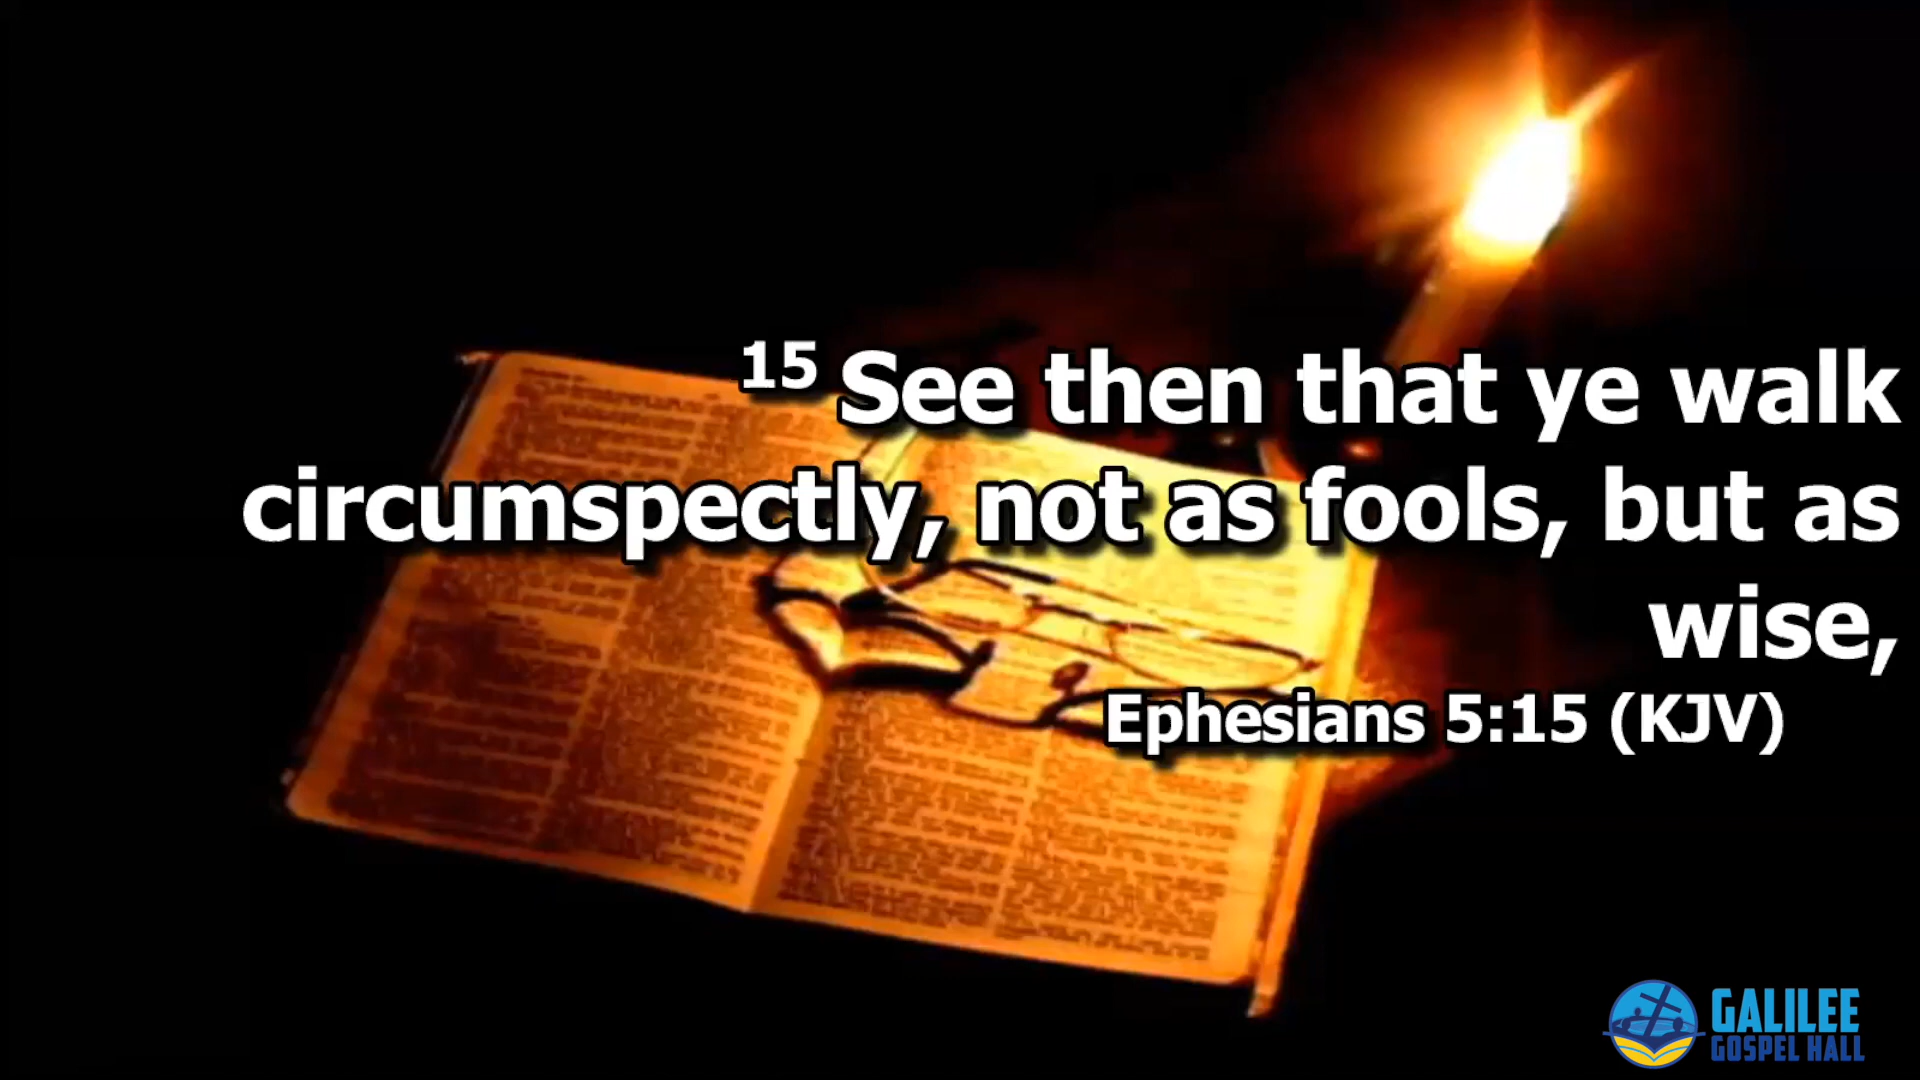 15 See then that ye walk
circumspectly, not as fools, but as
wise,
Ephesians 5:15 (KJV)
GALILEE
GOSPEL HALL